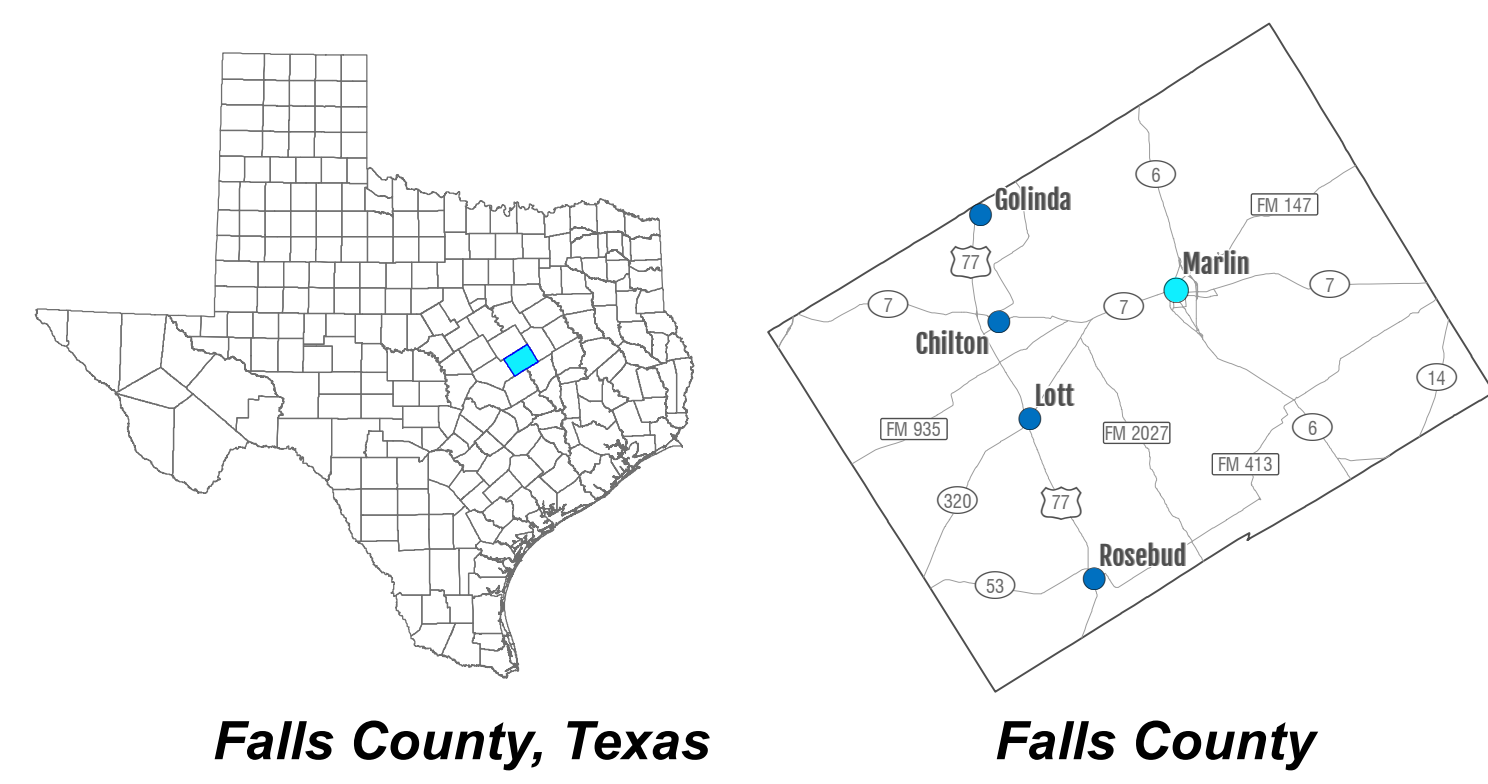 6
Golinda
FM 147
77
Marlin
7
7
7
Chilton
14
Lott
FM 935
FM 2027
6
FM 413
320
77
Rosebud
53
Falls County, Texas
Falls County